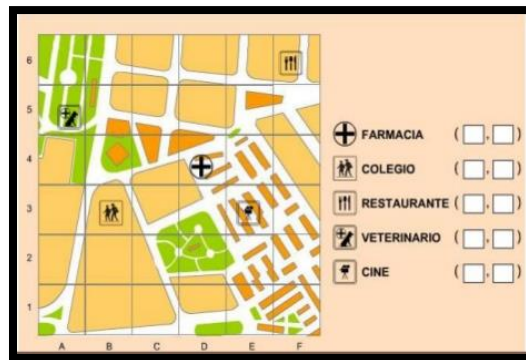 6
5
4
3
2
1
A B C D E F
FARMACIA ( , )
COLEGIO ( , )
RESTAURANTE ( , )
VETERINARIO ( , )
CINE ( , )